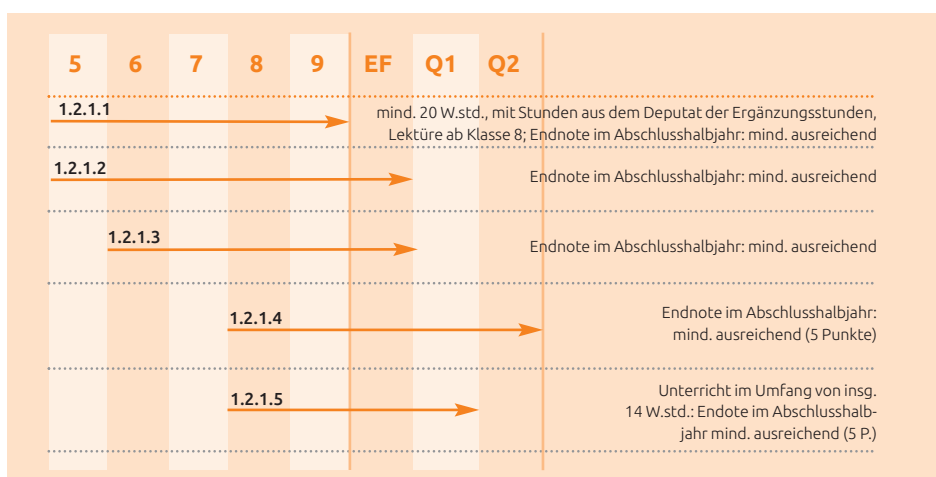 5 6 7 8 9 EF Q1 Q2
1.2.1.1
mind. 20 W.std., mit Stunden aus dem Deputat der Ergänzungsstunden,
Lektüre ab Klasse 8; Endnote im Abschlusshalbjahr: mind. ausreichend
1.2.1.2
Endnote im Abschlusshalbjahr: mind. ausreichend
1.2.1.3
Endnote im Abschlusshalbjahr: mind. ausreichend
1.2.1.4
Endnote im Abschlusshalbjahr:
mind. ausreichend (5 Punkte)
1.2.1.5
Unterricht im Umfang von insg.
14 W.std.: Endote im Abschlusshalb-
jahr mind. ausreichend (5 P.)